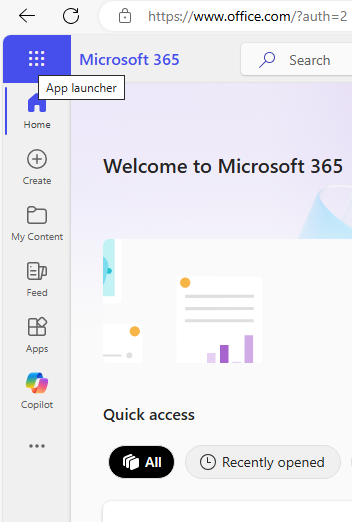 https://www.office.com/?auth=2
Microsoft 365
Search
App launcher
Home
Create
My Content
Feed
Apps
Copilot
Welcome to Microsoft 365
Quick access
All
Recently opened